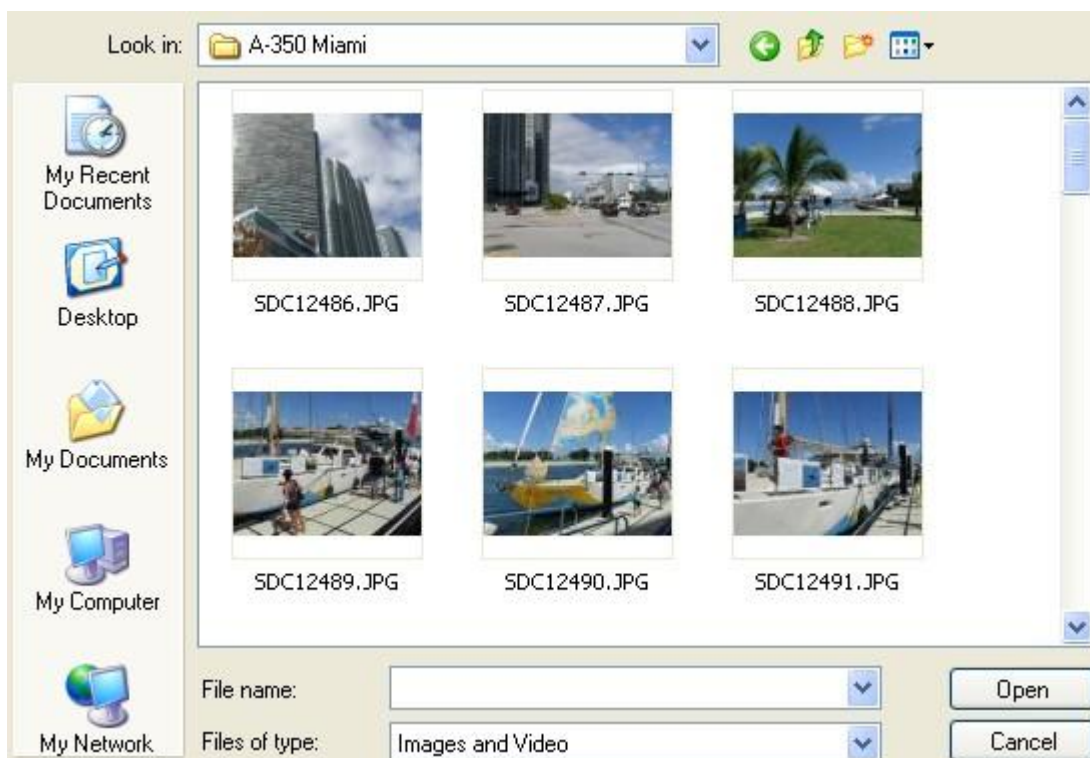 Look in:
A-350 Miami
My Recent
Documents
Desktop
My Documents
My Computer
My Network
SDC12486.JPG
SDC12487.JPG
SDC12488.JPG
SDC12489.JPG
SDC12490.JPG
SDC12491.JPG
File name:
Open
Files of type:
Images and Video
Cancel